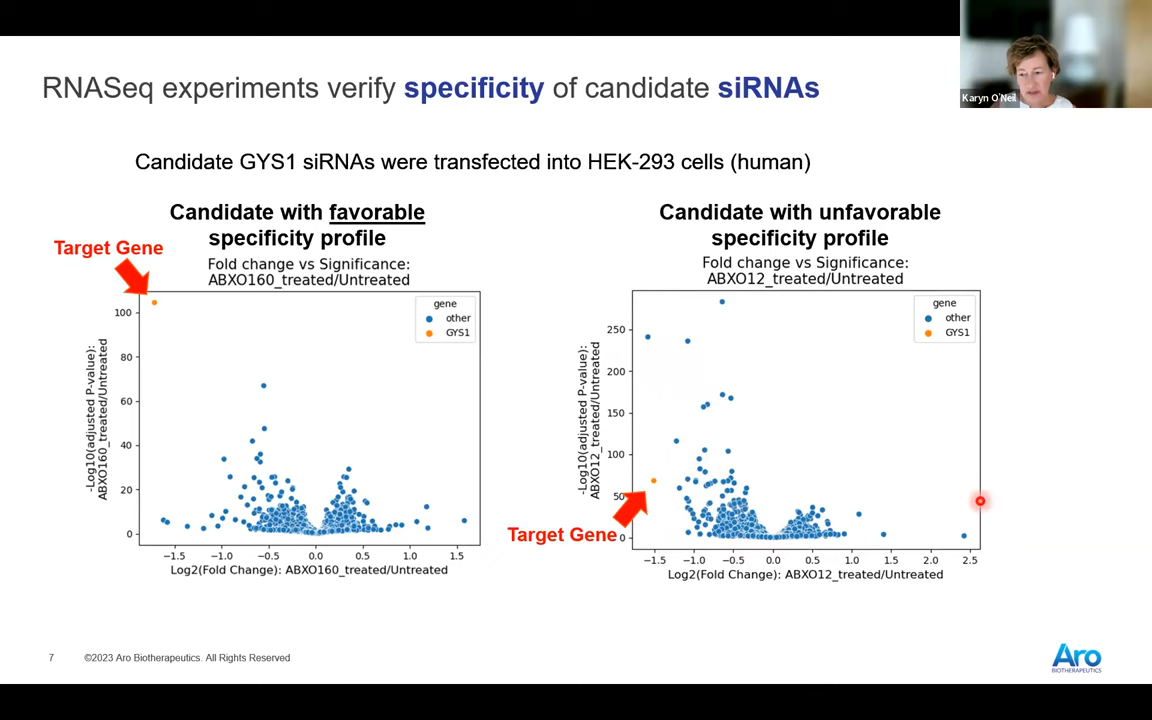 Karyn O'Neil
RNASeq experiments verify specificity of candidate siRNAs
Candidate GYS1 siRNAs were transfected into HEK-293 cells (human)
Candidate with favorable
specificity profile
Target Gene
Fold change vs Significance:
ABXO160_treated/Untreated
gene
other
GYS1
100
80
60
40
20
0
-Log10(adjusted P-value):
ABXO160_treated/Untreated
−1.5 −1.0 −0.5 0.0 0.5 1.0 1.5
Log2(Fold Change): ABXO160_treated/Untreated
Candidate with unfavorable
specificity profile
Fold change vs Significance:
ABXO12_treated/Untreated
gene
other
GYS1
250
200
150
100
50
0
-Log10(adjusted P-value):
ABXO12_treated/Untreated
Target Gene
−1.5 −1.0 −0.5 0.0 0.5 1.0 1.5 2.0 2.5
Log2(Fold Change): ABXO12_treated/Untreated
7 ©2023 Aro Biotherapeutics. All Rights Reserved
Aro
BIOTHERAPEUTICS